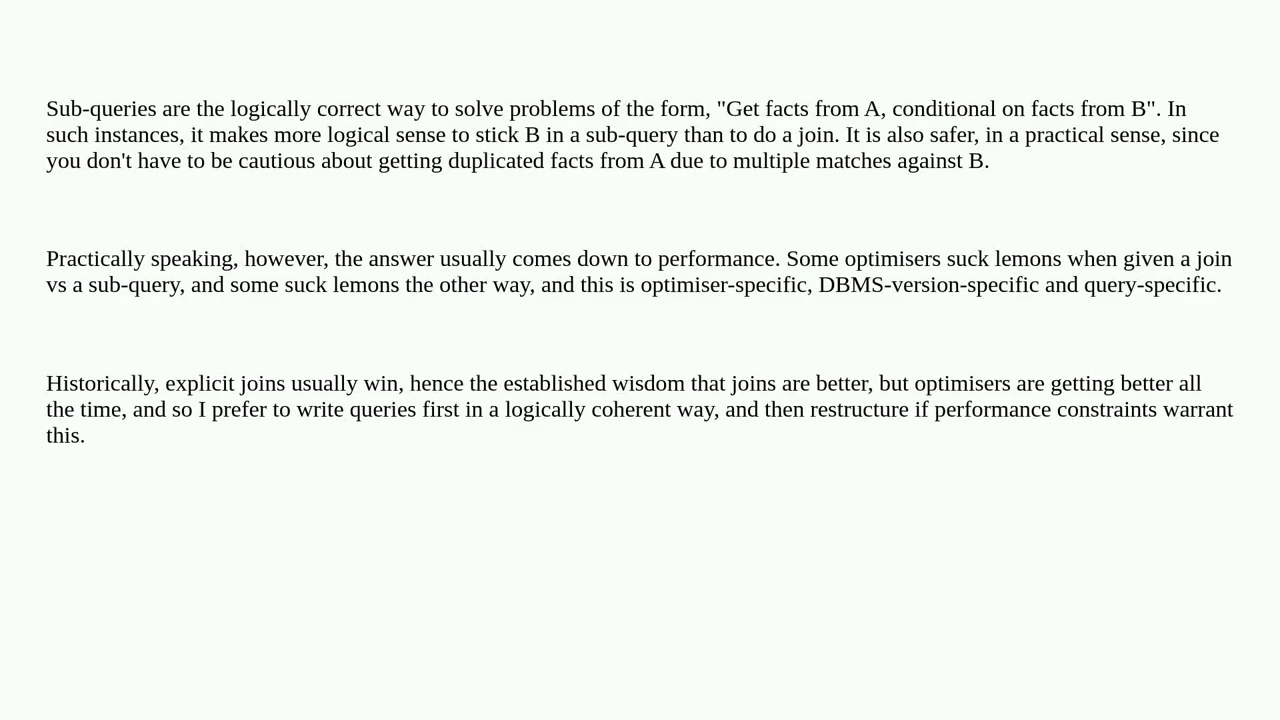 Sub-queries are the logically correct way to solve problems of the form, "Get facts from A, conditional on facts from B". In
such instances, it makes more logical sense to stick B in a sub-query than to do a join. It is also safer, in a practical sense, since
you don't have to be cautious about getting duplicated facts from A due to multiple matches against B.
Practically speaking, however, the answer usually comes down to performance. Some optimisers suck lemons when given a join
vs a sub-query, and some suck lemons the other way, and this is optimiser-specific, DBMS-version-specific and query-specific.
Historically, explicit joins usually win, hence the established wisdom that joins are better, but optimisers are getting better all
the time, and so I prefer to write queries first in a logically coherent way, and then restructure if performance constraints warrant
this.